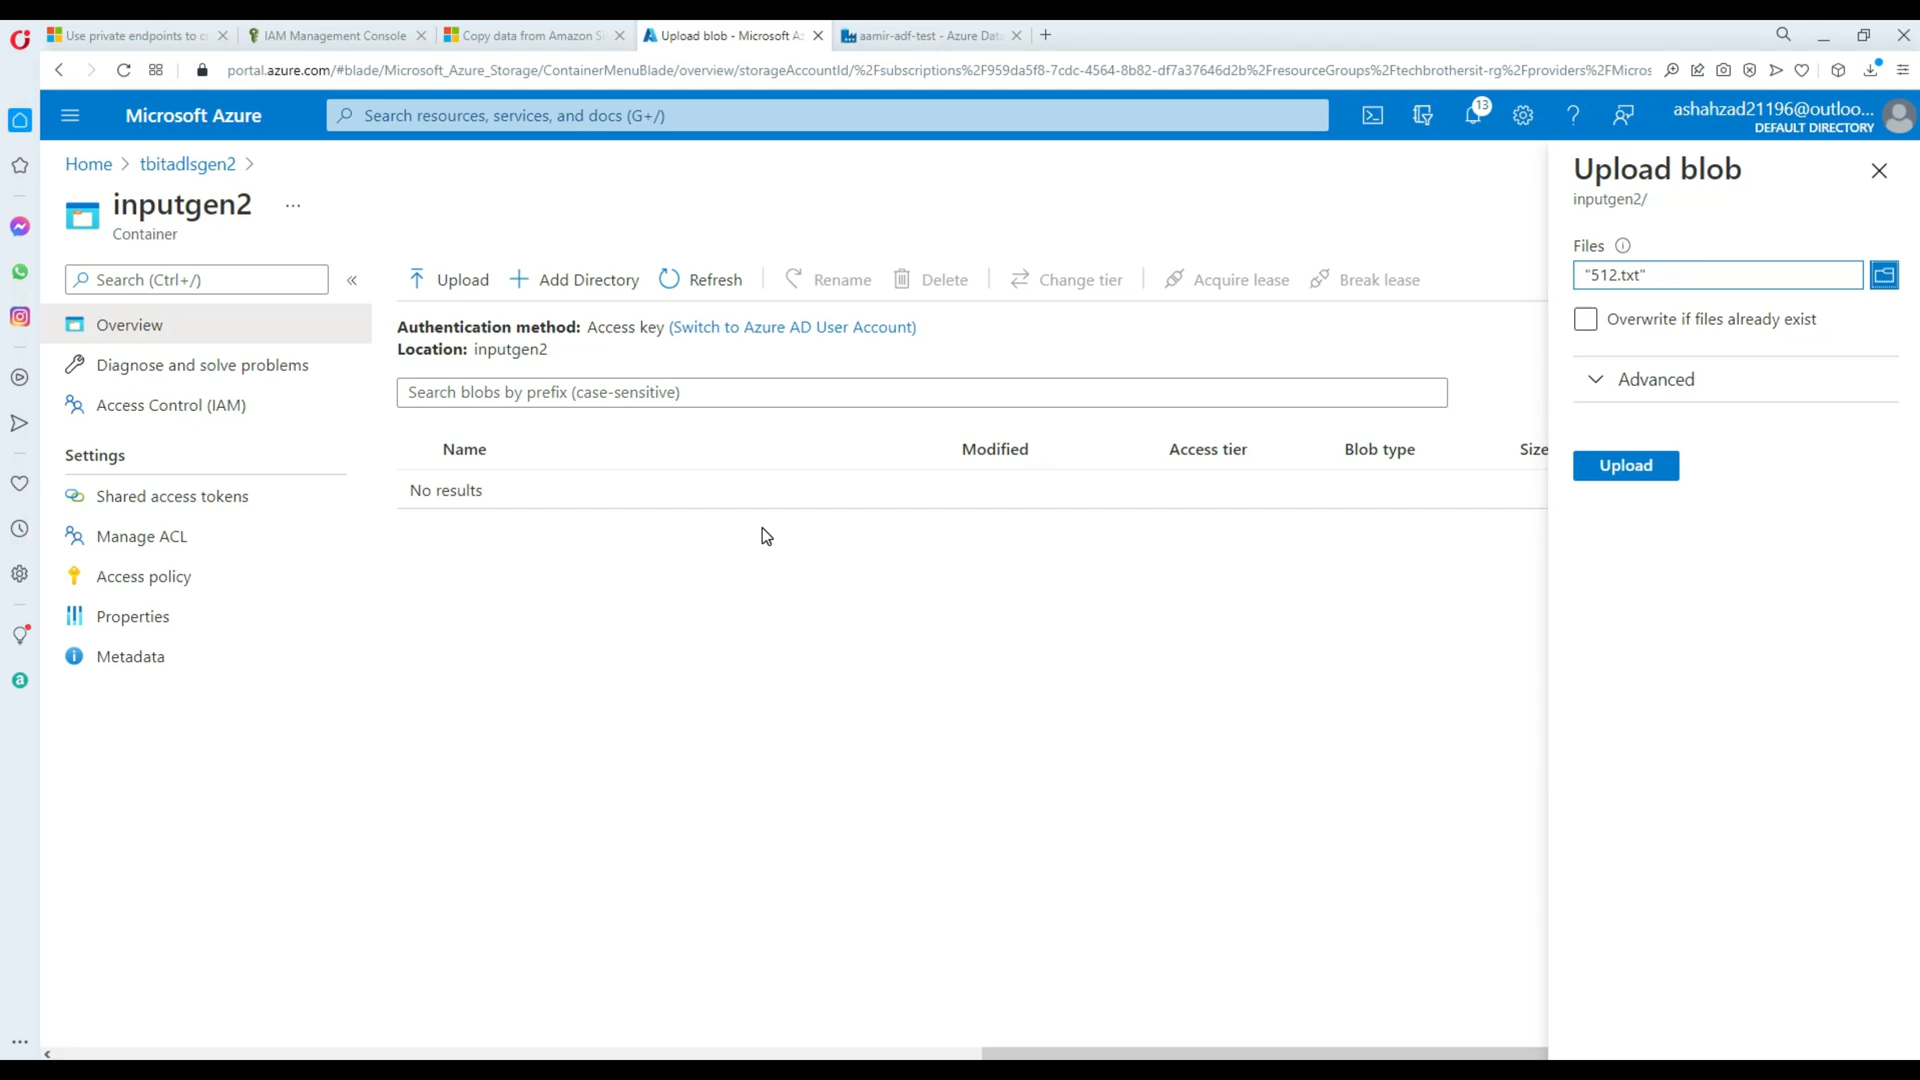 Use private endpoints to c
IAM Management Console
Copy data from Amazon Si
Upload blob - Microsoft Az
aamir-adf-test - Azure Data
portal.azure.com/#blade/Microsoft_Azure_Storage/ContainerMenuBlade/overview/storageAccountId/%2Fsubscriptions%2F959da5f8-7cdc-4564-8b82-df7a37646d2b%2FresourceGroups%2Ftechbrothersit-rg%2Fproviders%2FMicros
Microsoft Azure
Search resources, services, and docs (G+/)
13
ashahzad21196@outloo...
DEFAULT DIRECTORY
Home > tbitadlsgen2 >
inputgen2 ...
Container
Search (Ctrl+/)
«
Overview
Diagnose and solve problems
Access Control (IAM)
Settings
Shared access tokens
Manage ACL
Access policy
Properties
Metadata
Upload
Add Directory
Refresh
Rename
Delete
Change tier
Acquire lease
Break lease
Authentication method: Access key (Switch to Azure AD User Account)
Location: inputgen2
Search blobs by prefix (case-sensitive)
Name Modified Access tier Blob type Size
No results
Upload blob
inputgen2/
Files
"512.txt"
Overwrite if files already exist
Advanced
Upload